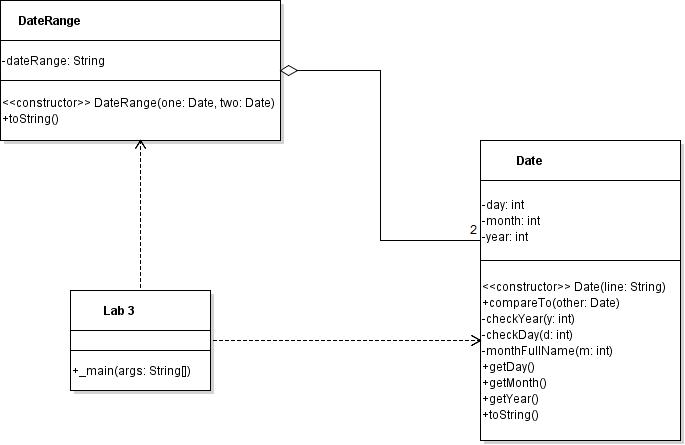 DateRange
-dateRange: String
<<constructor>> DateRange(one: Date, two: Date)
+toString()
Date
-day: int
-month: int
-year: int
2
<<constructor>> Date(line: String)
+compareTo(other: Date)
-checkYear(y: int)
-checkDay(d: int)
-monthFullName(m: int)
+getDay()
+getMonth()
+getYear()
+toString()
Lab 3
+_main(args: String[])